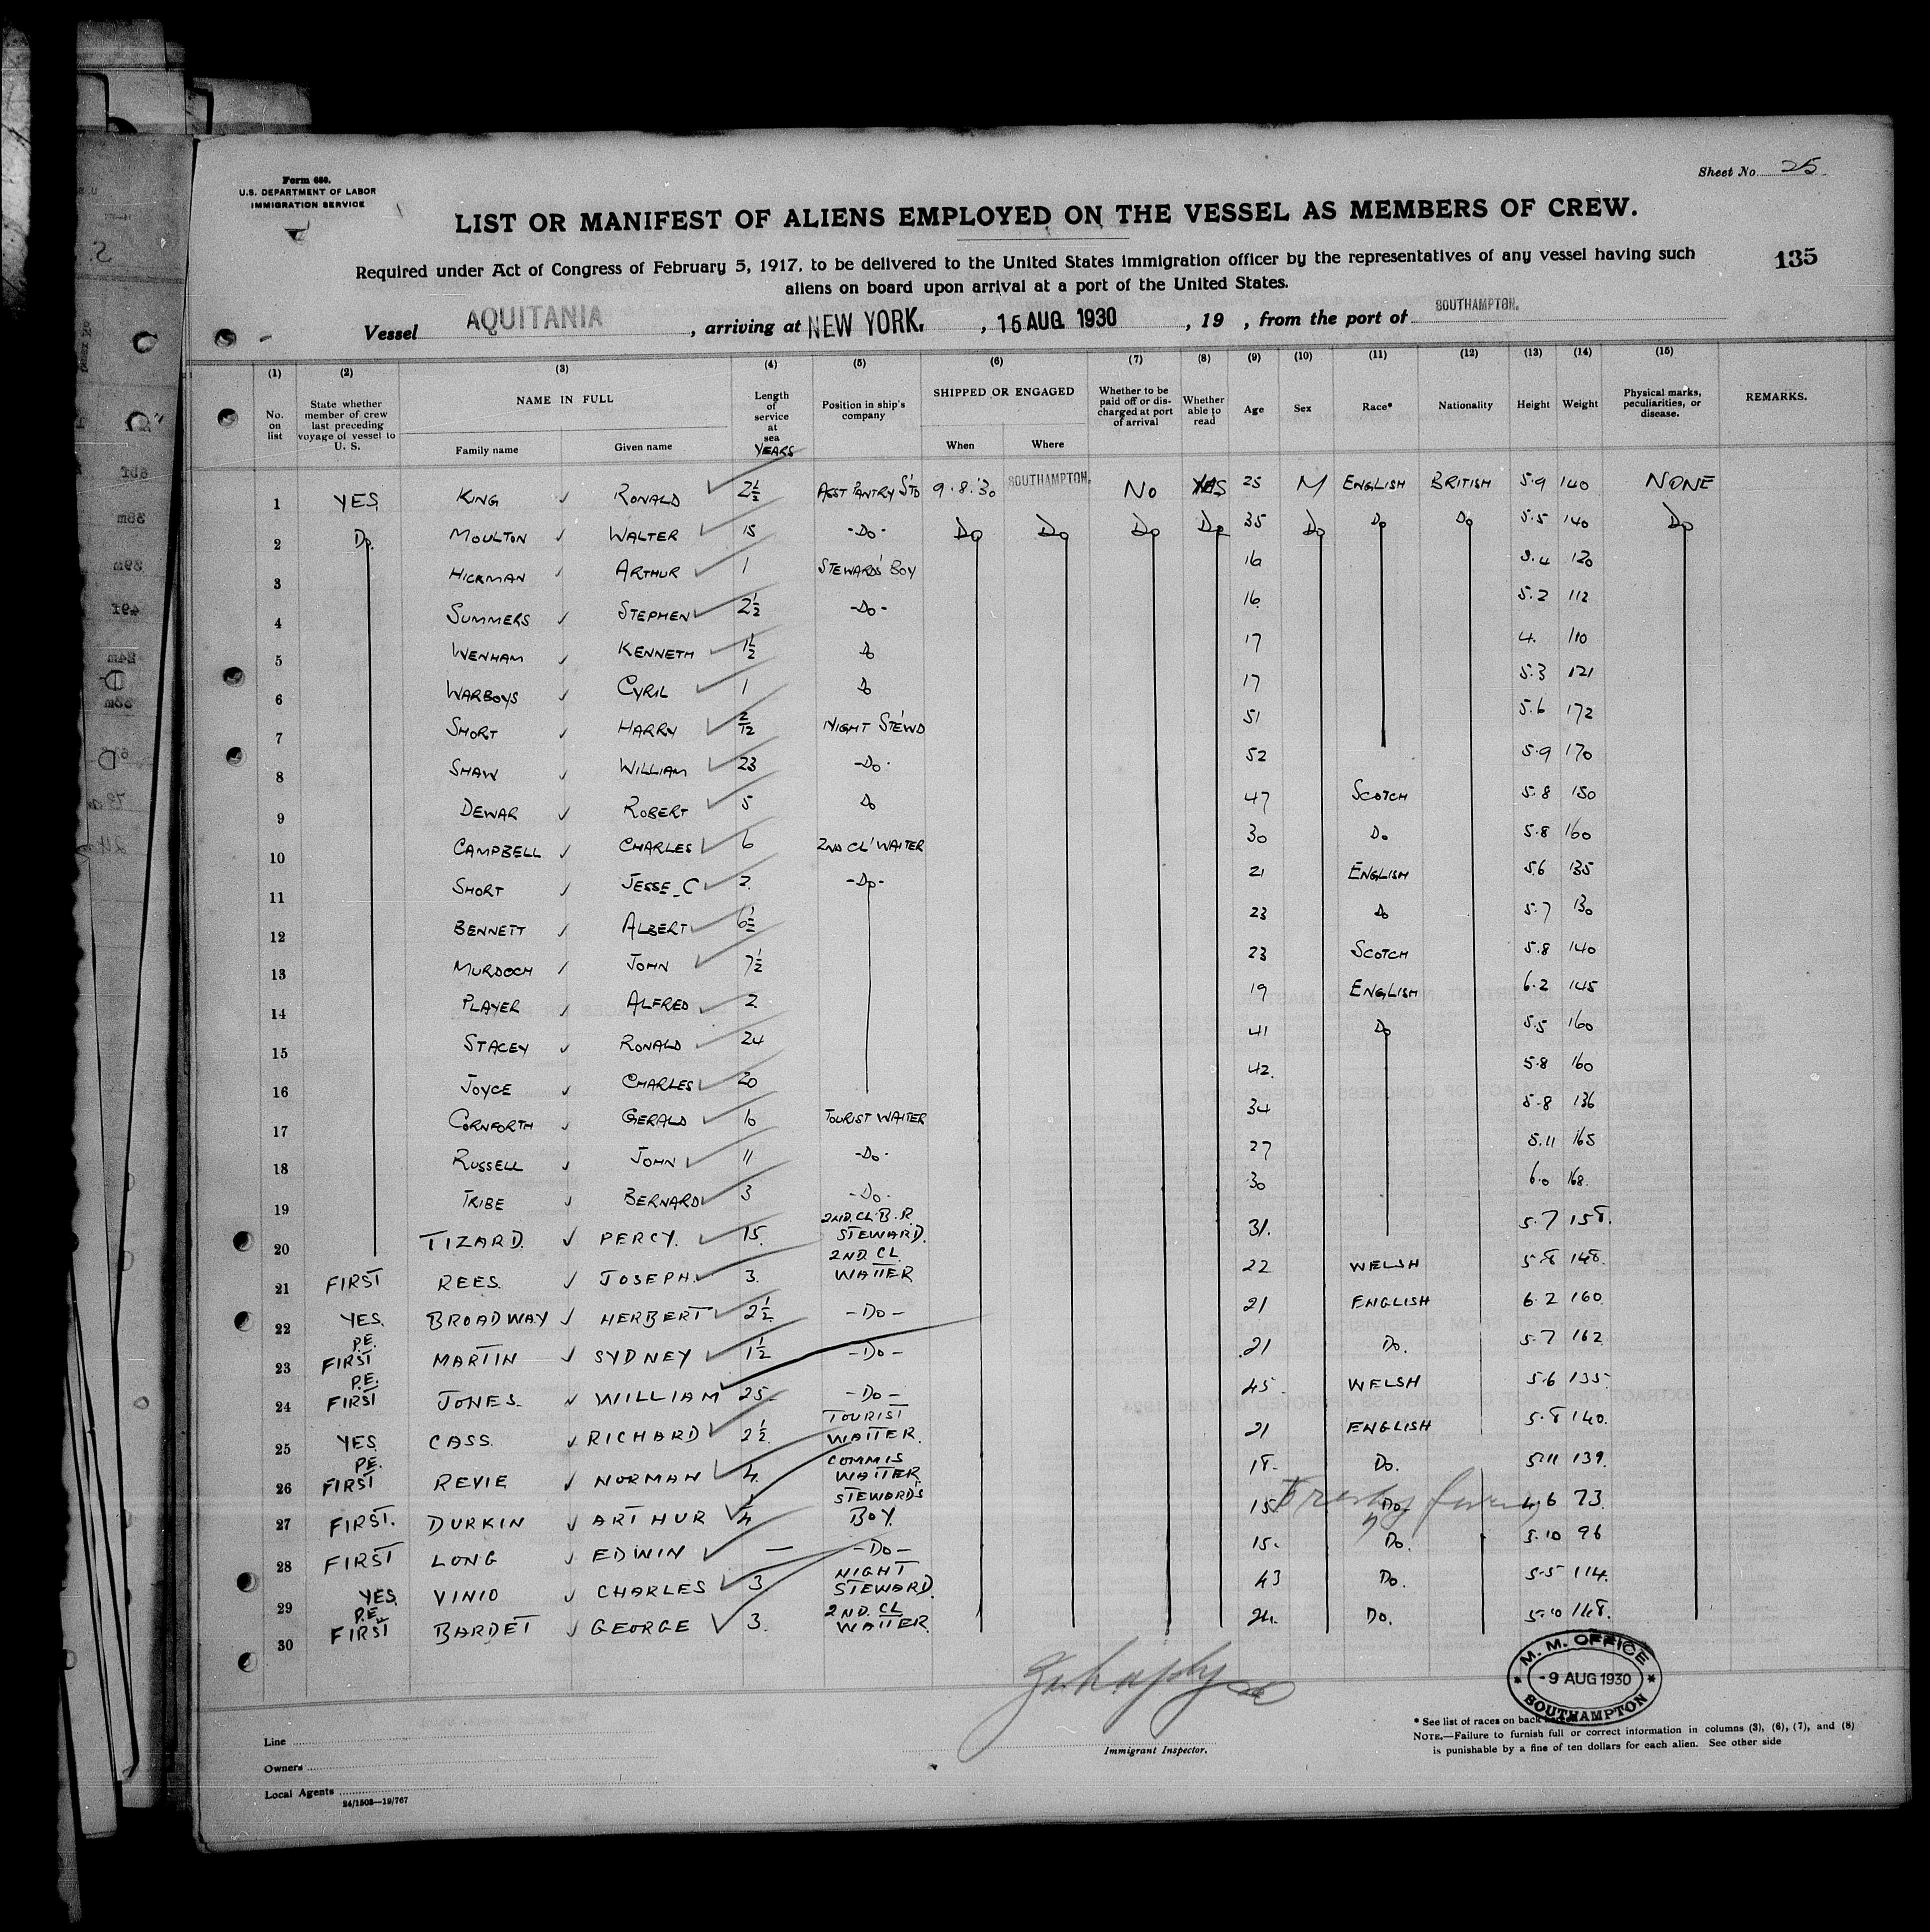 Form 680.
U.S. DEPARTMENT OF LABOR
IMMIGRATION SERVICE
Sheet No. 25
LIST OR MANIFEST OF ALIENS EMPLOYED ON THE VESSEL AS MEMBERS OF CREW.
135
Required under Act of Congress of February 5, 1917, to be delivered to the United States immigration officer by the representatives of any vessel having such
aliens on board upon arrival at a port of the United States.
Vessel AQUITANIA, arriving at NEW YORK., 15 AUG. 1930, 19 , from the port of SOUTHAMPTON.
(1) (2) (3) (4) (5) (6) (7) (8) (9) (10) (11) (12) (13) (14) (15)
No. on list State whether member of crew last preceding voyage of vessel to U. S. NAME IN FULL Family name Given name Length of service at sea YEARS Position in ship's company SHIPPED OR ENGAGED When Where Whether to be paid off or discharged at port of arrival Whether able to read Age Sex Race* Nationality Height Weight Physical marks, peculiarities, or disease. REMARKS.
1 YES KING RONALD 2½ ASST PANTRY STD 9.8.30 SOUTHAMPTON. NO YES 25 M ENGLISH BRITISH 5.9 140 NONE
2 Do. MOULTON WALTER 15 -Do- Do Do Do Do 35 Do Do Do 5.5 140 Do
3 HICKMAN ARTHUR 1 STEWARDS BOY 16 120
4 SUMMERS STEPHEN 2½ -Do- 16 5.2 112
5 WENHAM KENNETH 1½ Do 17 4. 110
6 WARBOYS CYRIL 1 Do 17 5.3 121
7 SHORT HARRY 2/12 NIGHT STEWD 51 5.6 172
8 SHAW WILLIAM 23 -Do- 52 5.9 170
9 DEWAR ROBERT 5 Do 47 SCOTCH 5.8 150
10 CAMPBELL CHARLES 6 2ND CL' WAITER 30 Do 5.8 160
11 SHORT JESSE_C 2 -Do- 21 ENGLISH 5.6 135
12 BENNETT ALBERT 6½ 23 Do 5.7 130
13 MURDOCH JOHN 7½ 23 SCOTCH 5.8 140
14 PLAYER ALFRED 2 19 ENGLISH 6.2 145
15 STACEY RONALD 24 41 Do 5.5 160
16 JOYCE CHARLES 20 42. 5.8 160
17 CORNFORTH GERALD 10 TOURIST WAITER 34 5.8 136
18 RUSSELL JOHN 11 -Do- 27 5.11 165
19 TRIBE BERNARD 3 -Do- 30 6.0 168
20 TIZARD. PERCY. 15. 2ND. CL. B.R. STEWARD. 31. 5.7 158.
21 FIRST REES. JOSEPH. 3. 2ND. CL. WAITER 22 WELSH 5.8 148.
22 YES. BROADWAY HERBERT 2½ -Do- 21 ENGLISH 6.2 160.
23 P.E. FIRST MARTIN SYDNEY 1½ -Do- 21 Do. 5.7 162.
24 P.E. FIRST JONES. WILLIAM 25. -Do- 45. WELSH 5.6 135.
25 YES CASS. RICHARD 2½ TOURIST WAITER. 21 ENGLISH 5.8 140.
26 P.E. FIRST REVIE NORMAN 4. COMMIS WAITER. 18. Do. 5.11 139.
27 FIRST. DURKIN ARTHUR STEWARD'S BOY. 15. Do. 4.6 73.
28 FIRST LONG EDWIN — -Do- 15. Do. 5.10 96
29 YES. VINIO CHARLES 3 NIGHT STEWARD. 43 Do. 5.5 114.
30 P.E. FIRST BARDET GEORGE 3. 2ND. CL WAITER. 24. Do. 5.10 148.
M. M. OFFICE
- 9 AUG 1930
SOUTHAMPTON
Line
Owners
Local Agents
24/1508—19/767
Immigrant Inspector.
* See list of races on back
NOTE.—Failure to furnish full or correct information in columns (3), (6), (7), and (8)
is punishable by a fine of ten dollars for each alien. See other side